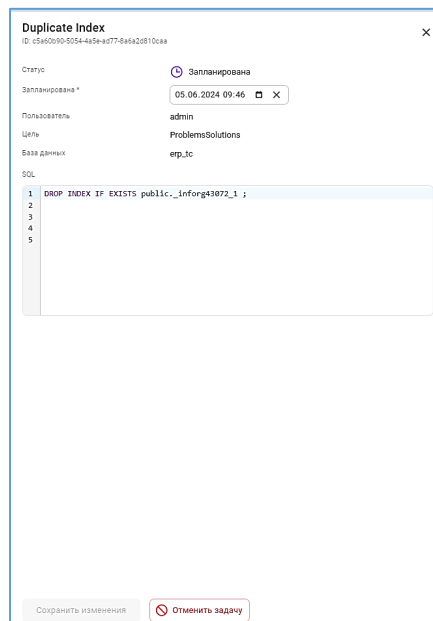 Duplicate Index
ID: c5a60b90-5054-4a5e-ad77-8a6a2d810caa
Статус
Запланирована
Запланирована *
05.06.2024 09:46
Пользователь
admin
Цель
ProblemsSolutions
База данных
erp_tc
SQL
1 DROP INDEX IF EXISTS public._inforg43072_1 ;
2
3
4
5
Сохранить изменения
Отменить задачу